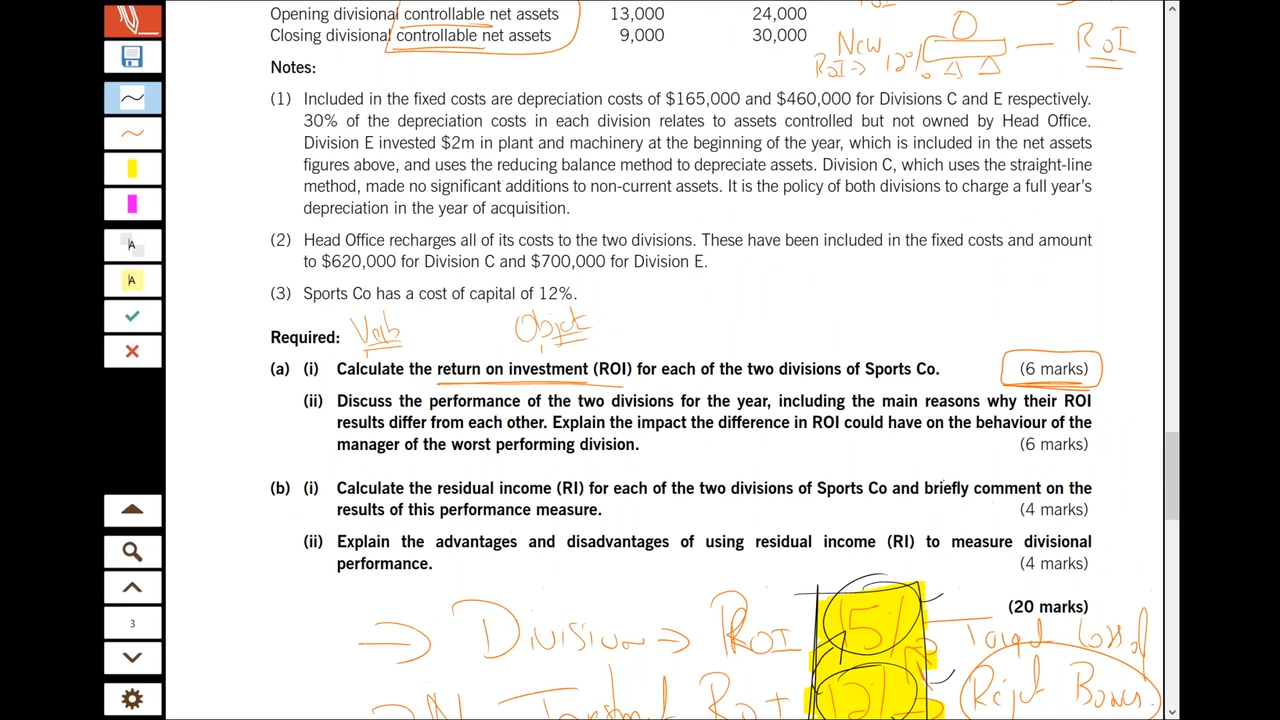 Opening divisional controllable net assets 13,000 24,000
Closing divisional controllable net assets 9,000 30,000
New
ROI => 12%
ROI
Notes:
(1) Included in the fixed costs are depreciation costs of $165,000 and $460,000 for Divisions C and E respectively.
30% of the depreciation costs in each division relates to assets controlled but not owned by Head Office.
Division E invested $2m in plant and machinery at the beginning of the year, which is included in the net assets
figures above, and uses the reducing balance method to depreciate assets. Division C, which uses the straight-line
method, made no significant additions to non-current assets. It is the policy of both divisions to charge a full year's
depreciation in the year of acquisition.
(2) Head Office recharges all of its costs to the two divisions. These have been included in the fixed costs and amount
to $620,000 for Division C and $700,000 for Division E.
(3) Sports Co has a cost of capital of 12%.
Verb Object
Required:
(a) (i) Calculate the return on investment (ROI) for each of the two divisions of Sports Co. (6 marks)
(ii) Discuss the performance of the two divisions for the year, including the main reasons why their ROI
results differ from each other. Explain the impact the difference in ROI could have on the behaviour of the
manager of the worst performing division. (6 marks)
(b) (i) Calculate the residual income (RI) for each of the two divisions of Sports Co and briefly comment on the
results of this performance measure. (4 marks)
(ii) Explain the advantages and disadvantages of using residual income (RI) to measure divisional
performance. (4 marks)
(20 marks)
=> Division => ROI 15% Target loss of
ROI 12% => Reject Bonus.
A
A
3